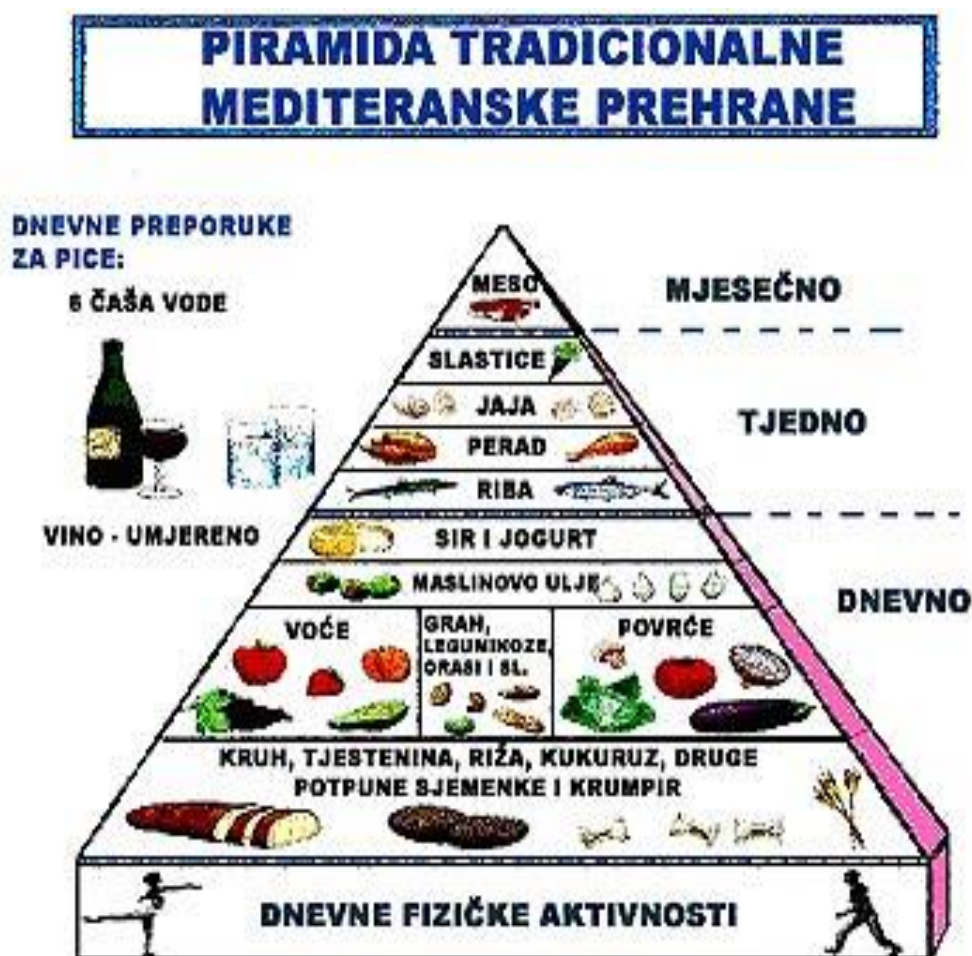 PIRAMIDA TRADICIONALNE
MEDITERANSKE PREHRANE
DNEVNE PREPORUKE
ZA PICE:
6 ČAŠA VODE
VINO - UMJERENO
MESO
MJESEČNO
SLASTICE
JAJA
PERAD
RIBA
TJEDNO
SIR I JOGURT
MASLINOVO ULJE
DNEVNO
VOĆE
GRAH,
LEGUNIKOZE,
ORASI I SL.
POVRĆE
KRUH, TJESTENINA, RIŽA, KUKURUZ, DRUGE
POTPUNE SJEMENKE I KRUMPIR
DNEVNE FIZIČKE AKTIVNOSTI